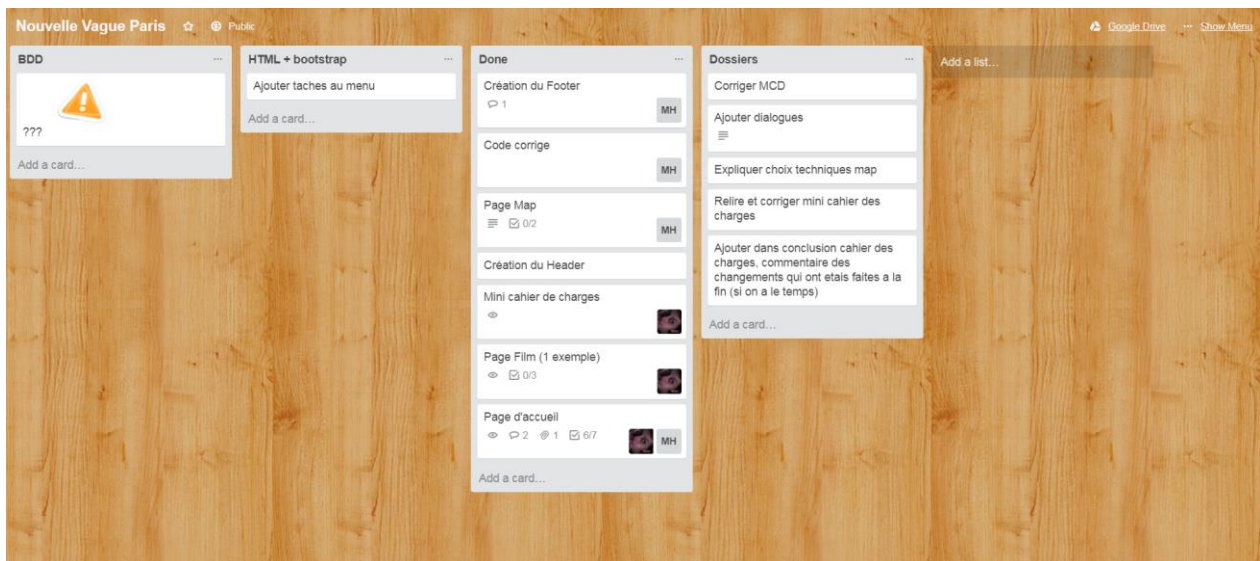 Nouvelle Vague Paris
Public
Google Drive
Show Menu
BDD
???
Add a card...
HTML + bootstrap
Ajouter taches au menu
Add a card...
Done
Création du Footer
1
MH
Code corrige
MH
Page Map
0/2
MH
Création du Header
Mini cahier de charges
Page Film (1 exemple)
0/3
Page d'accueil
2 1 6/7
MH
Add a card...
Dossiers
Corriger MCD
Ajouter dialogues
Expliquer choix techniques map
Relire et corriger mini cahier des
charges
Ajouter dans conclusion cahier des
charges, commentaire des
changements qui ont etais faites a la
fin (si on a le temps)
Add a card...
Add a list...